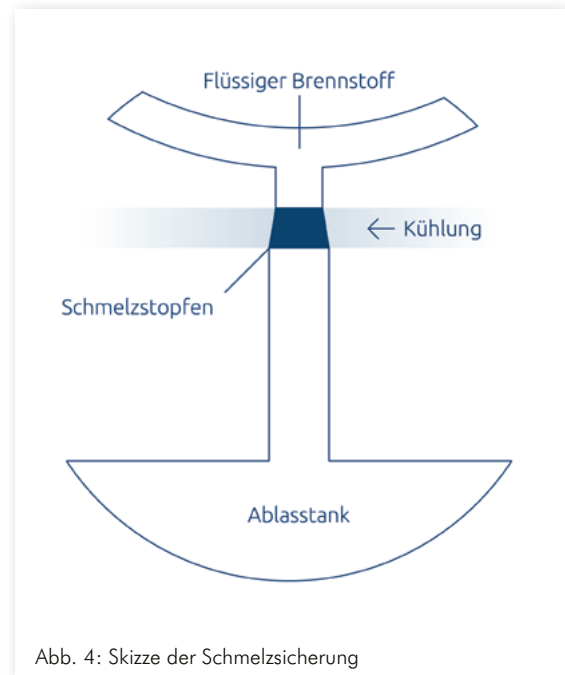 Flüssiger Brennstoff
Kühlung
Schmelzstopfen
Ablasstank
Abb. 4: Skizze der Schmelzsicherung